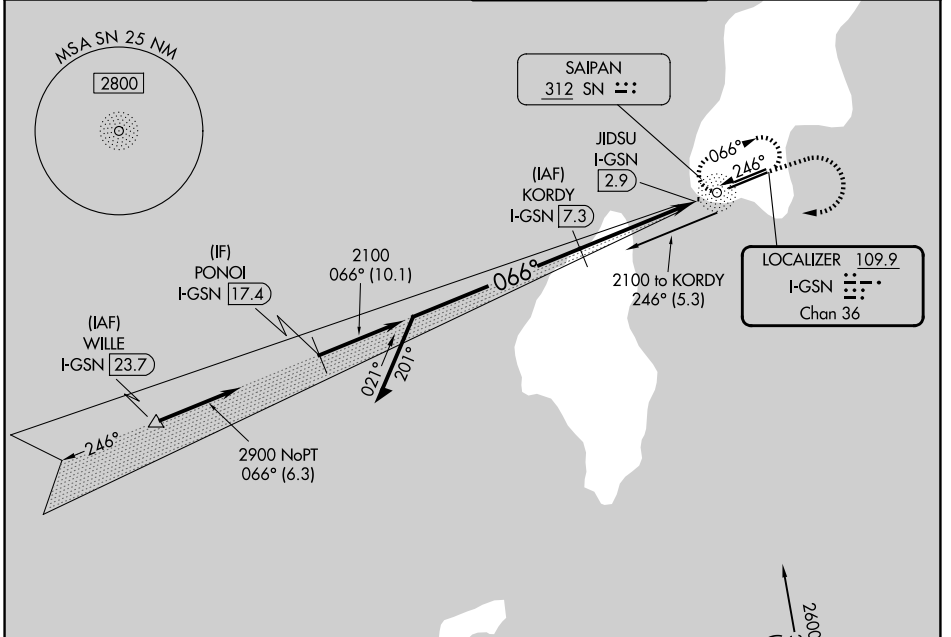 MSA SN 25 NM
2800
SAIPAN
312 SN
JIDSU
I-GSN
2.9
066°
246°
(IAF)
KORDY
I-GSN 7.3
(IF)
PONOI
I-GSN 17.4
2100
066° (10.1)
066°
2100 to KORDY
246° (5.3)
LOCALIZER 109.9
I-GSN
Chan 36
(IAF)
WILLE
I-GSN 23.7
021°
201°
246°
2900 NoPT
066° (6.3)
2600